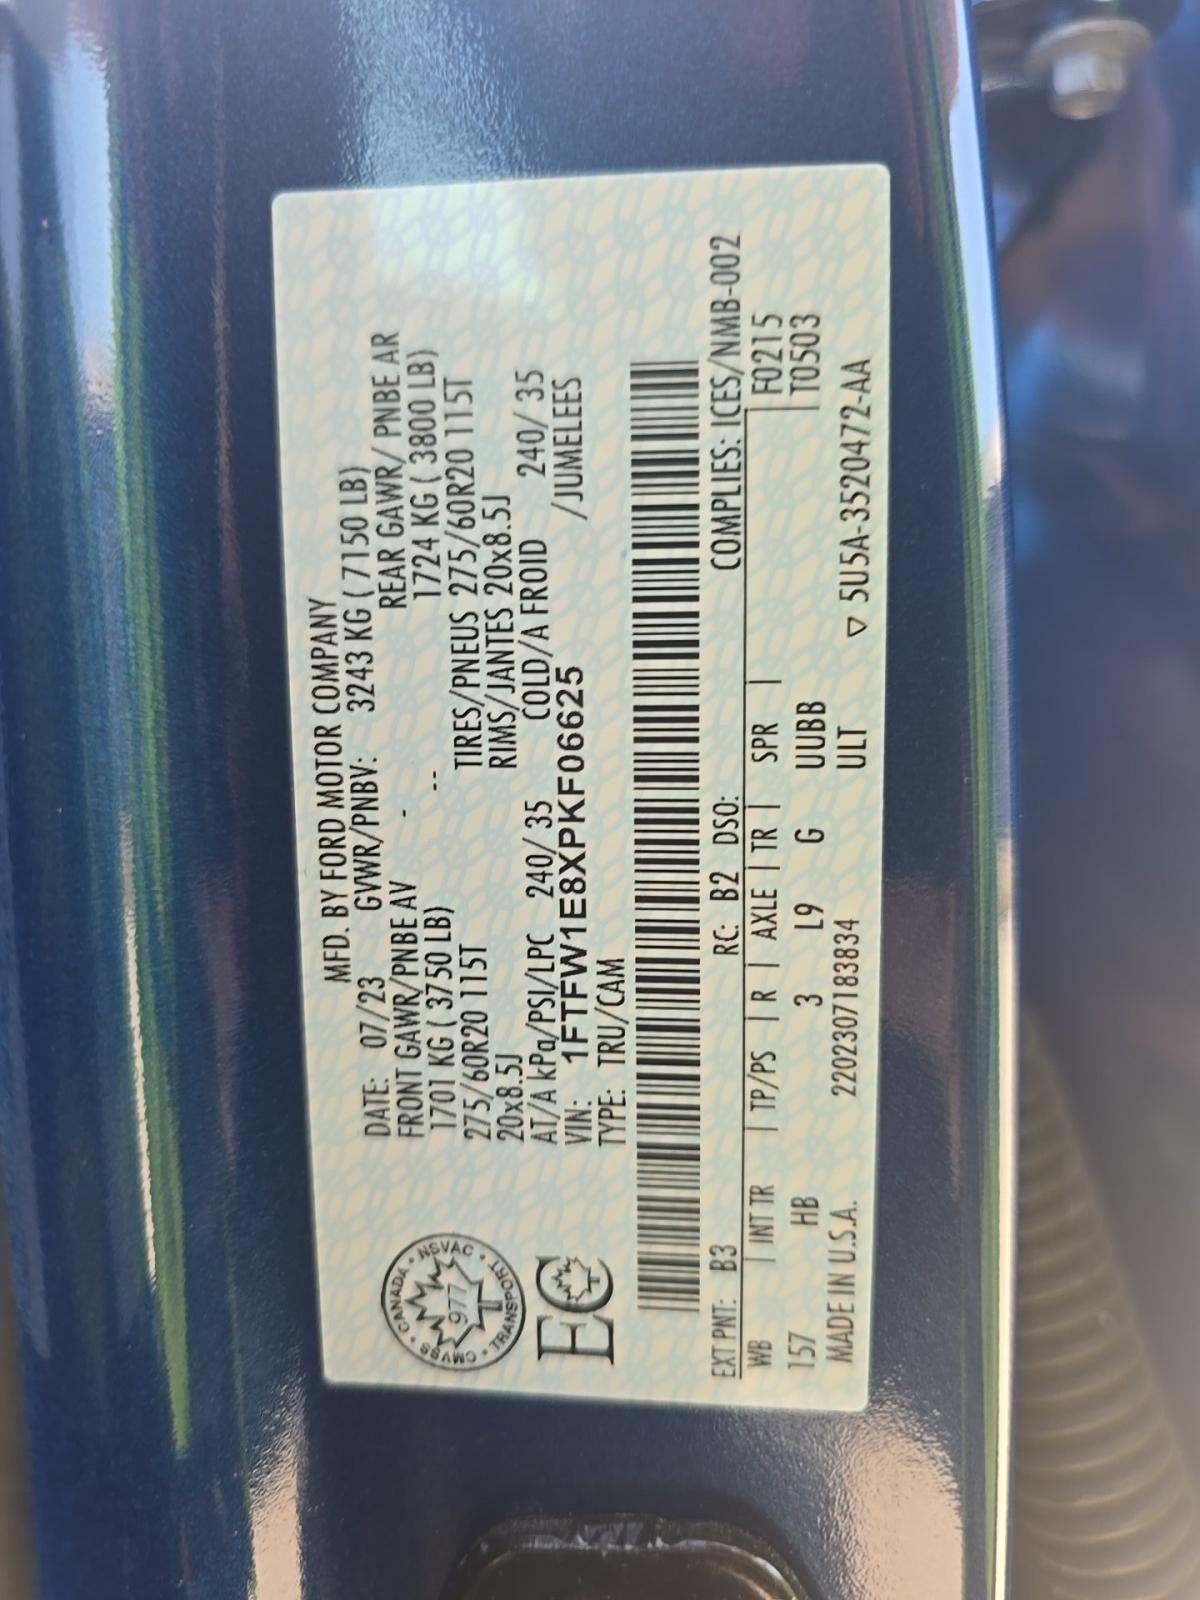 MFD. BY FORD MOTOR COMPANY
DATE: 07/23 GVWR/PNBV: 3243 KG ( 7150 LB)
FRONT GAWR/PNBE AV - REAR GAWR/ PNBE AR
1701 KG ( 3750 LB) -- 1724 KG ( 3800 LB)
275/60R20 115T TIRES/PNEUS 275/60R20 115T
20x8.5J RIMS/JANTES 20x8.5J
AT/A kPa/PSI/LPC 240/ 35 COLD/A FROID 240/ 35
VIN: 1FTFW1E8XPKF06625 /JUMELEES
TYPE: TRU/CAM
CANADA • NSVAC • TRANSPORT • CMVSS •
977
EC
EXT PNT: B3 RC: B2 DSO: COMPLIES: ICES/NMB-002
WB | INT TR | TP/PS | R | AXLE | TR | SPR | | F0215
157 HB 3 L9 G UUBB T0503
MADE IN U.S.A. 220230718383​4 ULT ▽ 5U5A-3520472-AA